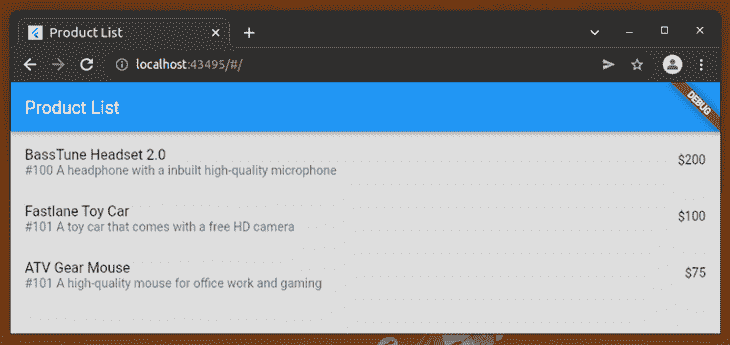 Product List
localhost:43495/#/
Product List
DEBUG
BassTune Headset 2.0
$200
#100 A headphone with a inbuilt high-quality microphone
Fastlane Toy Car
$100
#101 A toy car that comes with a free HD camera
ATV Gear Mouse
$75
#101 A high-quality mouse for office work and gaming